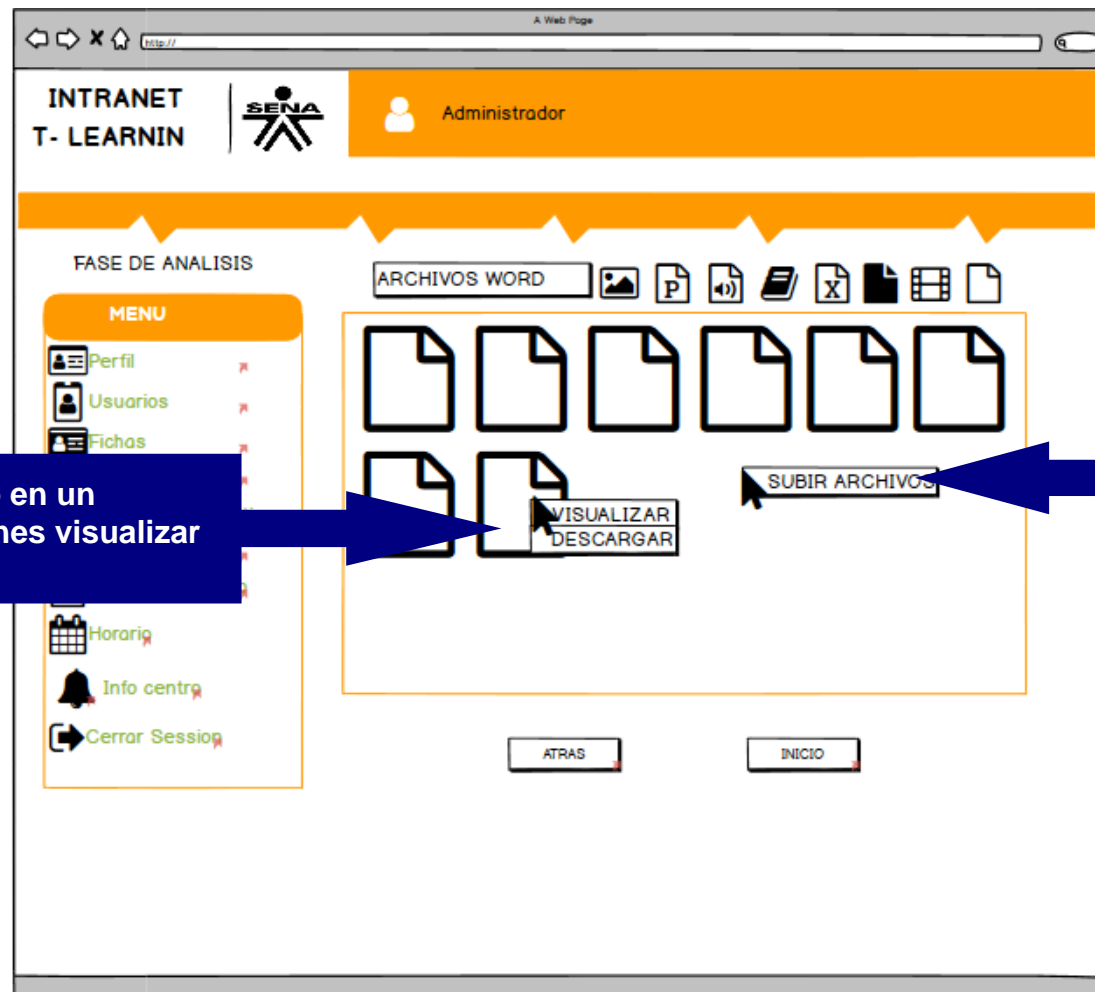 A Web Page
http://
INTRANET
T- LEARNIN
SENA
Administrador
FASE DE ANALISIS
ARCHIVOS WORD
P
X
MENU
Perfil
Usuarios
Fichas
en un
nes visualizar
Horario
Info centro
Cerrar Session
SUBIR ARCHIVOS
VISUALIZAR
DESCARGAR
ATRAS
INICIO